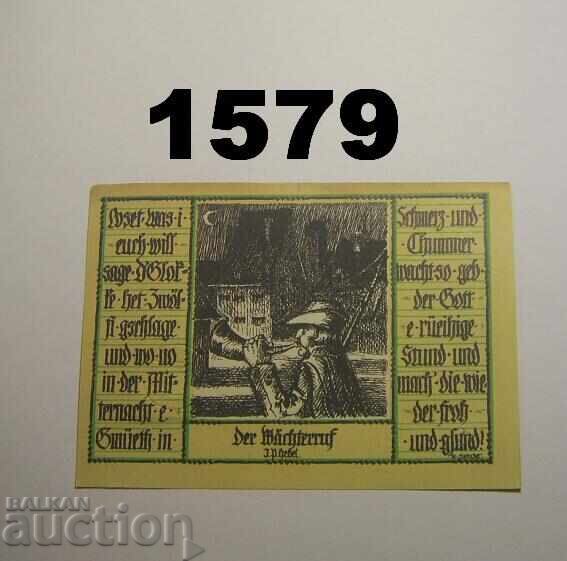 1579
Loset · was · i ·
euch · will ·
sage · d'Glok-
ke · het · Zwöl-
fi · gschlage ·
und · wo · no
in · der · Mit-
ternacht · e ·
Gmüeth · in ·
Der Wächterruf
J. P. Hebel
Schmerz · und ·
Chummer ·
wacht · so · geb ·
der · Gott ·
e · rüeihige ·
Stund · und
mach' · die · wie-
der · froh ·
· und · gsund!
BALKAN
auction